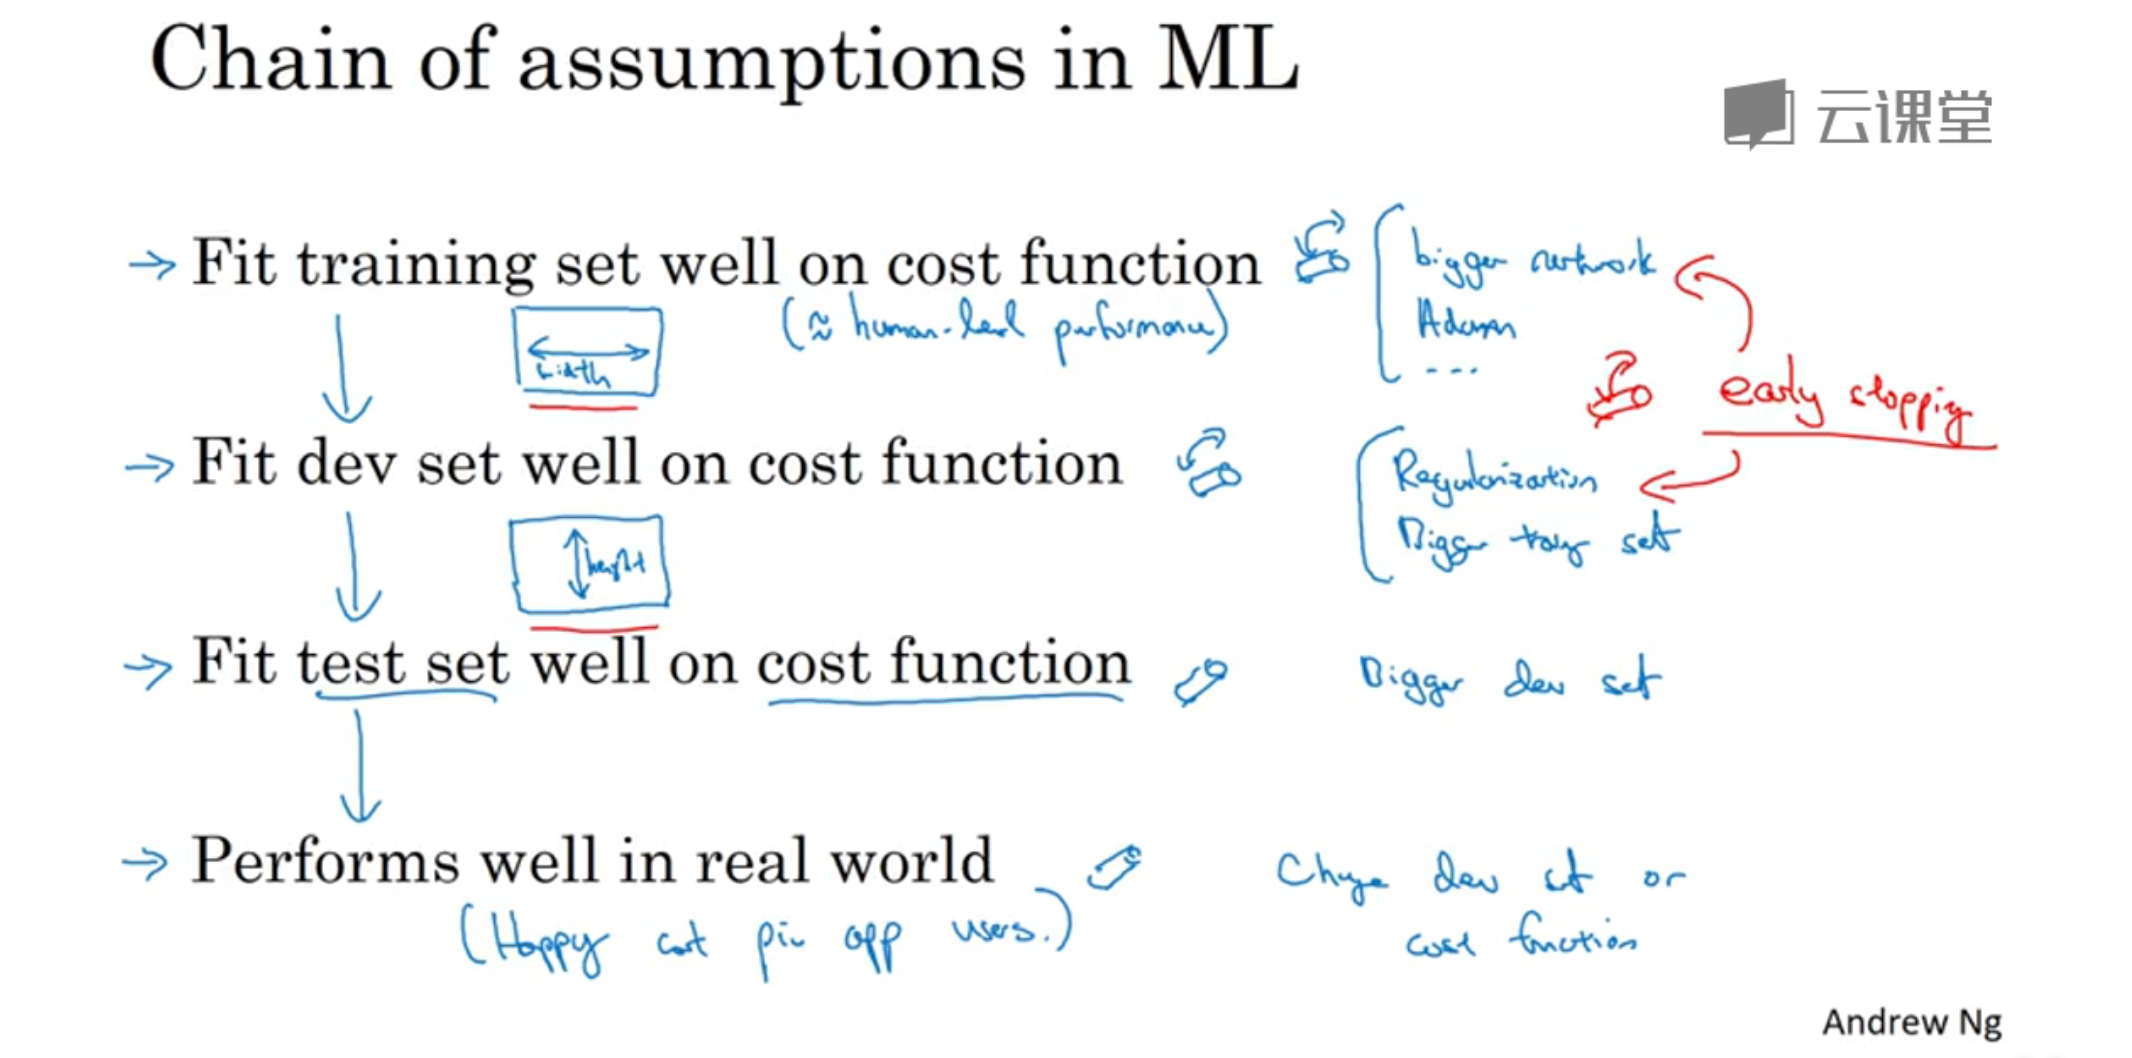 Chain of assumptions in ML
云课堂
→ Fit training set well on cost function
(≈ human-level performance)
width
bigger network
Adam
...
early stopping
→ Fit dev set well on cost function
height
Regularization
Bigger training set
→ Fit test set well on cost function
Bigger dev set
→ Performs well in real world
(Happy cat pic app users.)
Change dev set or
cost function
Andrew Ng